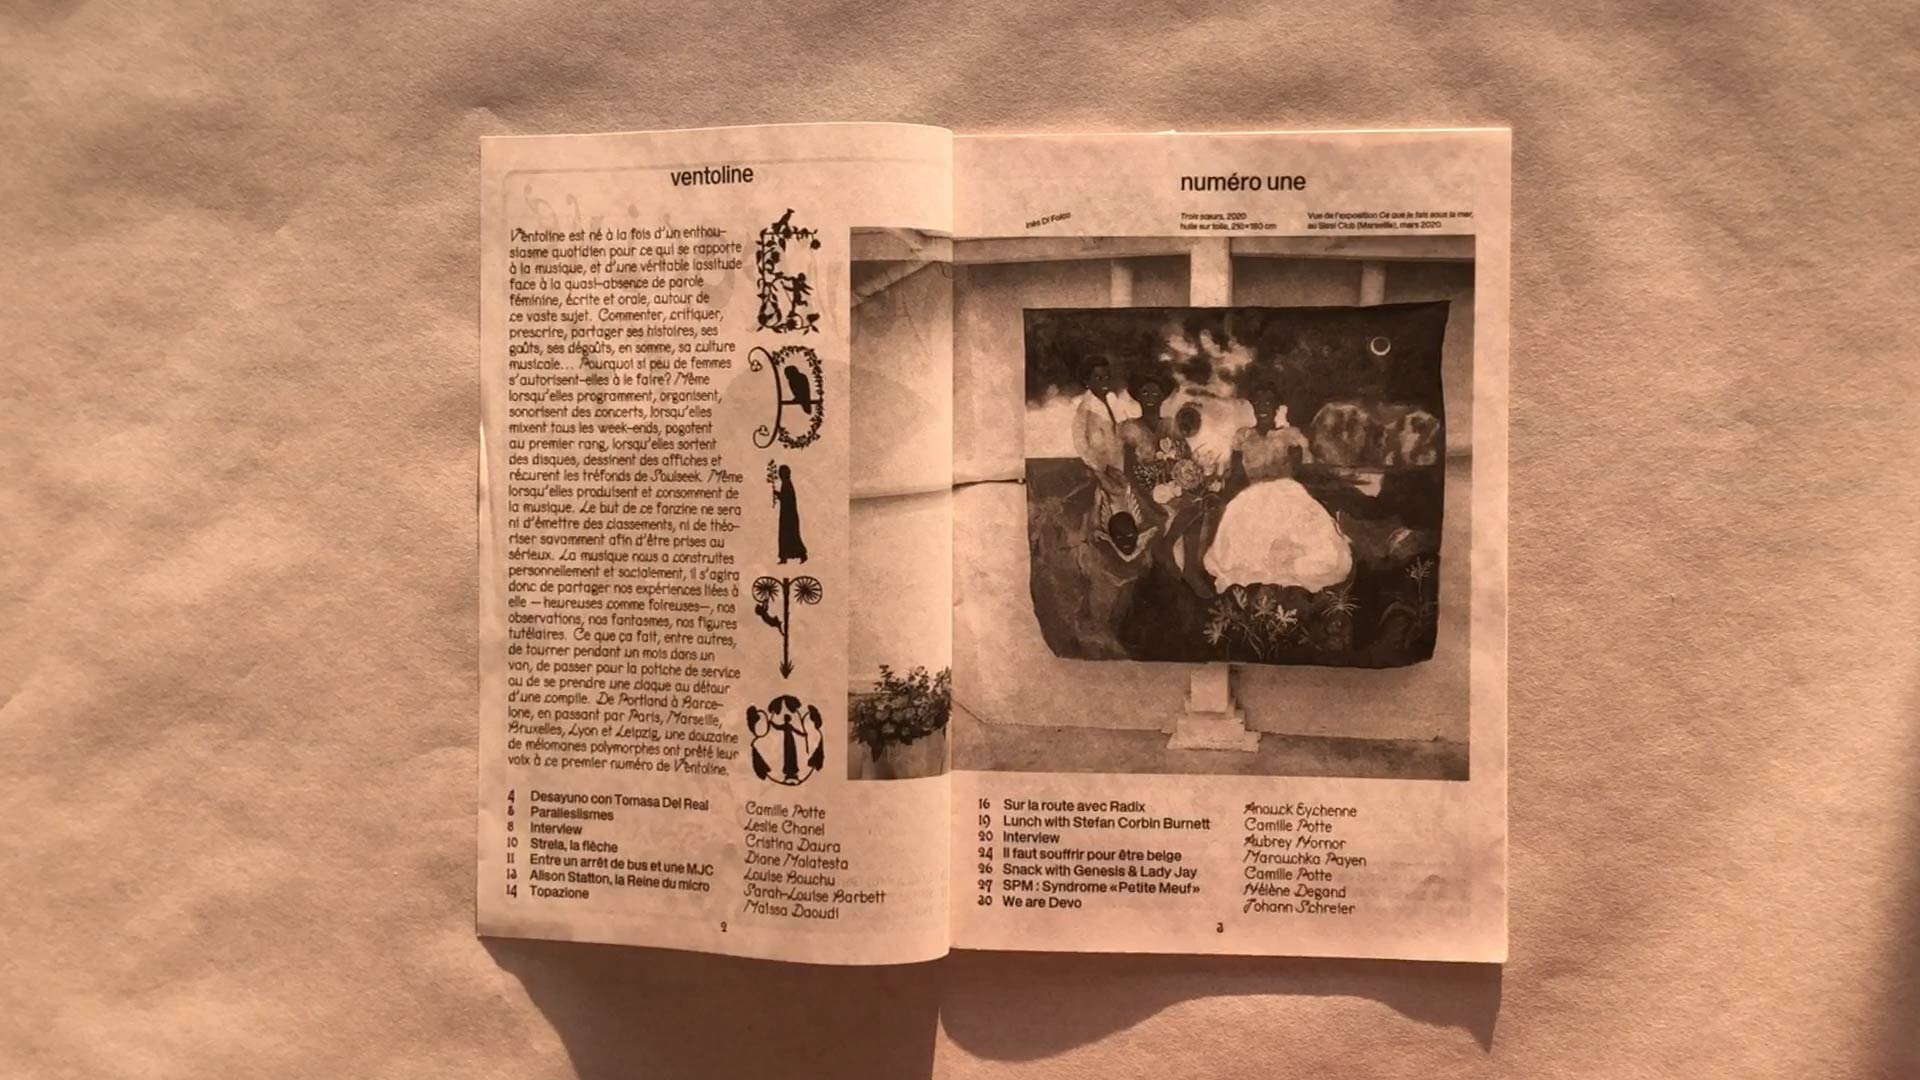 ventoline
Ventoline est né à la fois d'un enthou-
siasme quotidien pour ce qui se rapporte
à la musique, et d'une véritable lassitude
face à la quasi-absence de parole
féminine, écrite et orale, autour de
ce vaste sujet. Commenter, critiquer,
prescrire, partager ses histoires, ses
goûts, ses dégoûts, en somme, sa culture
musicale... Pourquoi si peu de femmes
s'autorisent-elles à le faire? Même
lorsqu'elles programment, organisent,
sonorisent des concerts, lorsqu'elles
mixent tous les week-ends, pogotent
au premier rang, lorsqu'elles sortent
des disques, dessinent des affiches et
récurent les tréfonds de Soulseek. Même
lorsqu'elles produisent et consomment de
la musique. Le but de ce fanzine ne sera
ni d'émettre des classements, ni de théo-
riser savamment afin d'être prises au
sérieux. La musique nous a construites
personnellement et socialement, il s'agira
donc de partager nos expériences liées à
elle — heureuses comme foireuses—, nos
observations, nos fantasmes, nos figures
tutélaires. Ce que ça fait, entre autres,
de tourner pendant un mois dans un
van, de passer pour la potiche de service
ou de se prendre une claque au détour
d'une compile. De Portland à Barce-
lone, en passant par Paris, Marseille,
Bruxelles, Lyon et Leipzig, une douzaine
de mélomanes polymorphes ont prêté leur
voix à ce premier numéro de Ventoline.
4 Desayuno con Tomasa Del Real Camille Potte
6 Parallesiismes Leslie Chanel
8 Interview Cristina Daura
10 Strela, la flèche Diane Malatesta
11 Entre un arrêt de bus et une MJC Louise Bouchu
13 Alison Statton, la Reine du micro Sarah-Louise Barbett
14 Topazione Maïssa Daoudi
2
numéro une
Inès Di Folco
Trois sœurs, 2020
huile sur toile, 210×180 cm
Vue de l'exposition Ce que je fais sous la mer,
au Sissi Club (Marseille), mars 2020.
16 Sur la route avec Radix Anouck Eychenne
19 Lunch with Stefan Corbin Burnett Camille Potte
20 Interview Aubrey Hornor
24 Il faut souffrir pour être belge Marouchka Payen
26 Snack with Genesis & Lady Jay Camille Potte
27 SPM : Syndrome «Petite Meuf» Hélène Degand
30 We are Devo Johann Schreier
3